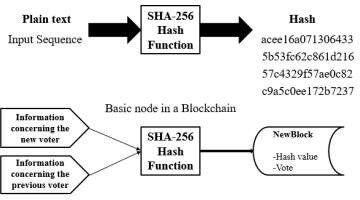 Plain text
Input Sequence
SHA-256
Hash
Function
Hash
acee16a071306433
5b53fc62c861d216
57c4329f57ae0c82
c9a5c0ee172b7237
Basic node in a Blockchain
Information
concerning the
new voter
Information
concerning the
previous voter
SHA-256
Hash
Function
NewBlock
-Hash value
-Vote